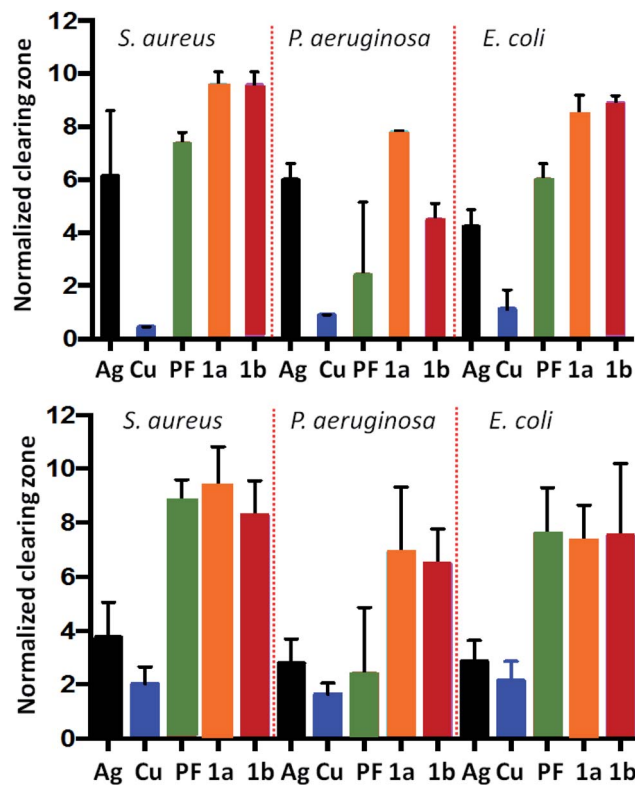 Normalized clearing zone
12
10
8
6
4
2
0
S. aureus
P. aeruginosa
E. coli
Ag Cu PF 1a 1b Ag Cu PF 1a 1b Ag Cu PF 1a 1b
Normalized clearing zone
12
10
8
6
4
2
0
S. aureus
P. aeruginosa
E. coli
Ag Cu PF 1a 1b Ag Cu PF 1a 1b Ag Cu PF 1a 1b